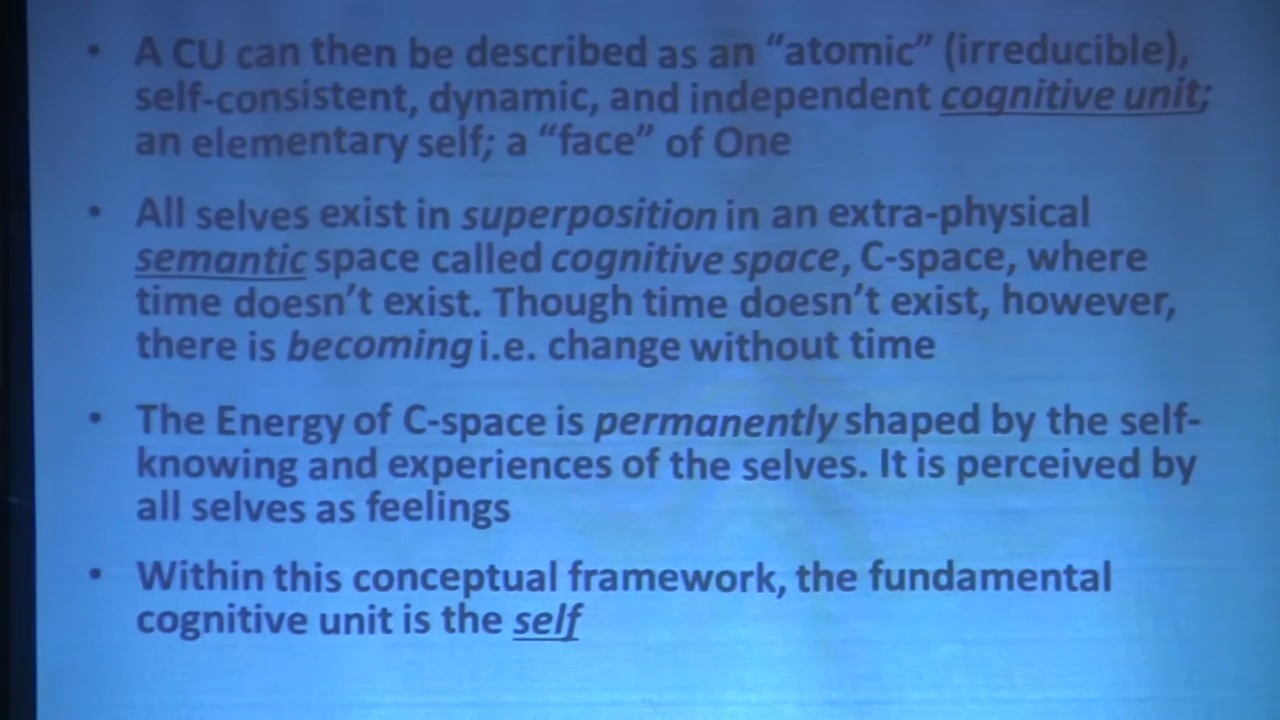 • A CU can then be described as an “atomic” (irreducible),
self-consistent, dynamic, and independent cognitive unit;
an elementary self; a “face” of One
• All selves exist in superposition in an extra-physical
semantic space called cognitive space, C-space, where
time doesn’t exist. Though time doesn’t exist, however,
there is becoming i.e. change without time
• The Energy of C-space is permanently shaped by the self-
knowing and experiences of the selves. It is perceived by
all selves as feelings
• Within this conceptual framework, the fundamental
cognitive unit is the self